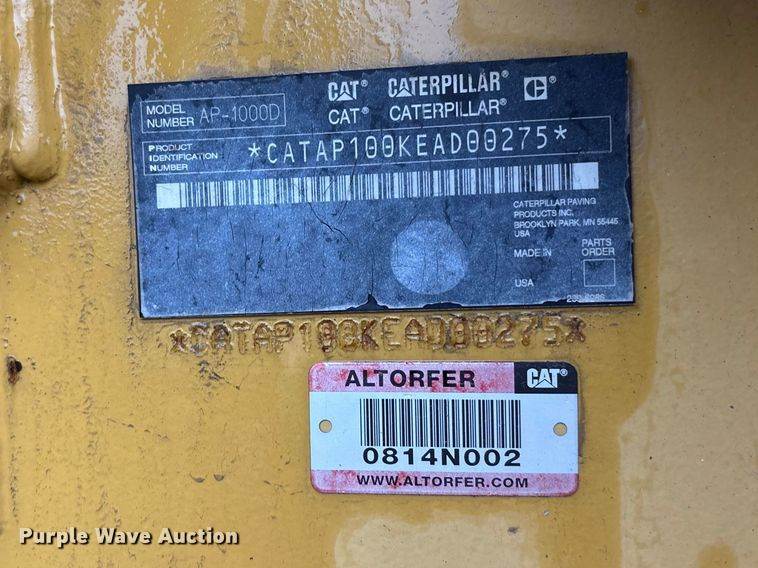 CAT® CATERPILLAR®
MODEL NUMBER AP-1000D
CAT® CATERPILLAR®
PRODUCT IDENTIFICATION NUMBER *CATAP100KEAD00275*
CATERPILLAR PAVING
PRODUCTS INC.
BROOKLYN PARK, MN 55445
USA
MADE IN
PARTS ORDER
USA
*CATAP100KEAD00275*
ALTORFER CAT®
0814N002
WWW.ALTORFER.COM
Purple Wave Auction